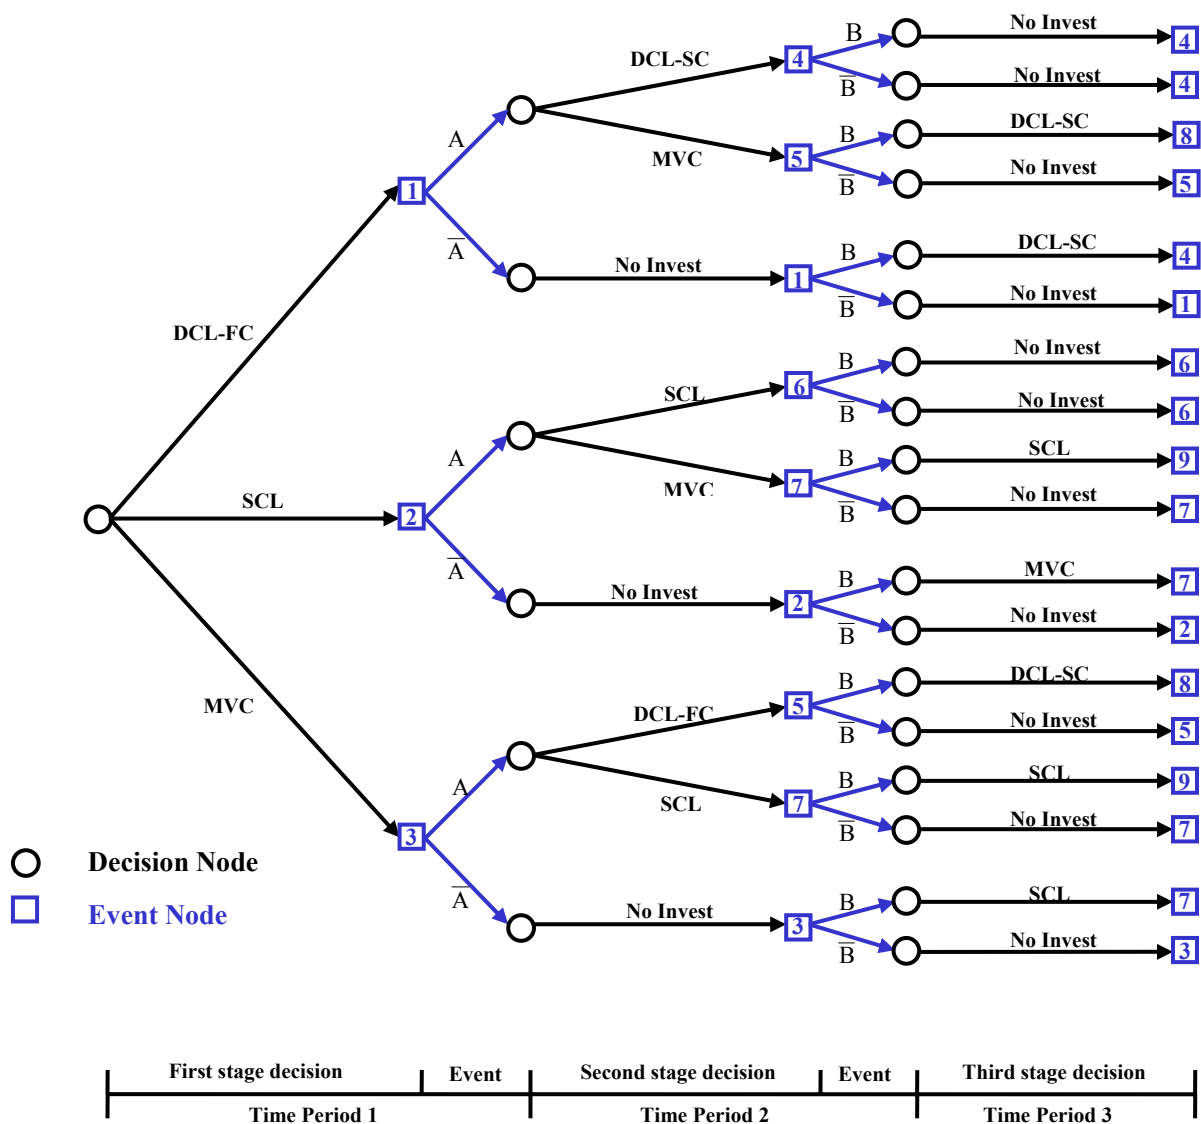 B No Invest 4
DCL-SC 4
B̅ No Invest 4
A B DCL-SC 8
MVC 5
B̅ No Invest 5
1
A̅ B DCL-SC 4
No Invest 1
B̅ No Invest 1
DCL-FC
B No Invest 6
SCL 6
B̅ No Invest 6
A B SCL 9
MVC 7
B̅ No Invest 7
SCL 2
A̅ B MVC 7
No Invest 2
B̅ No Invest 2
MVC
B DCL-SC 8
DCL-FC 5
B̅ No Invest 5
A B SCL 9
SCL 7
B̅ No Invest 7
3
Decision Node
A̅ B SCL 7
Event Node
No Invest 3
B̅ No Invest 3
First stage decision Event Second stage decision Event Third stage decision
Time Period 1 Time Period 2 Time Period 3